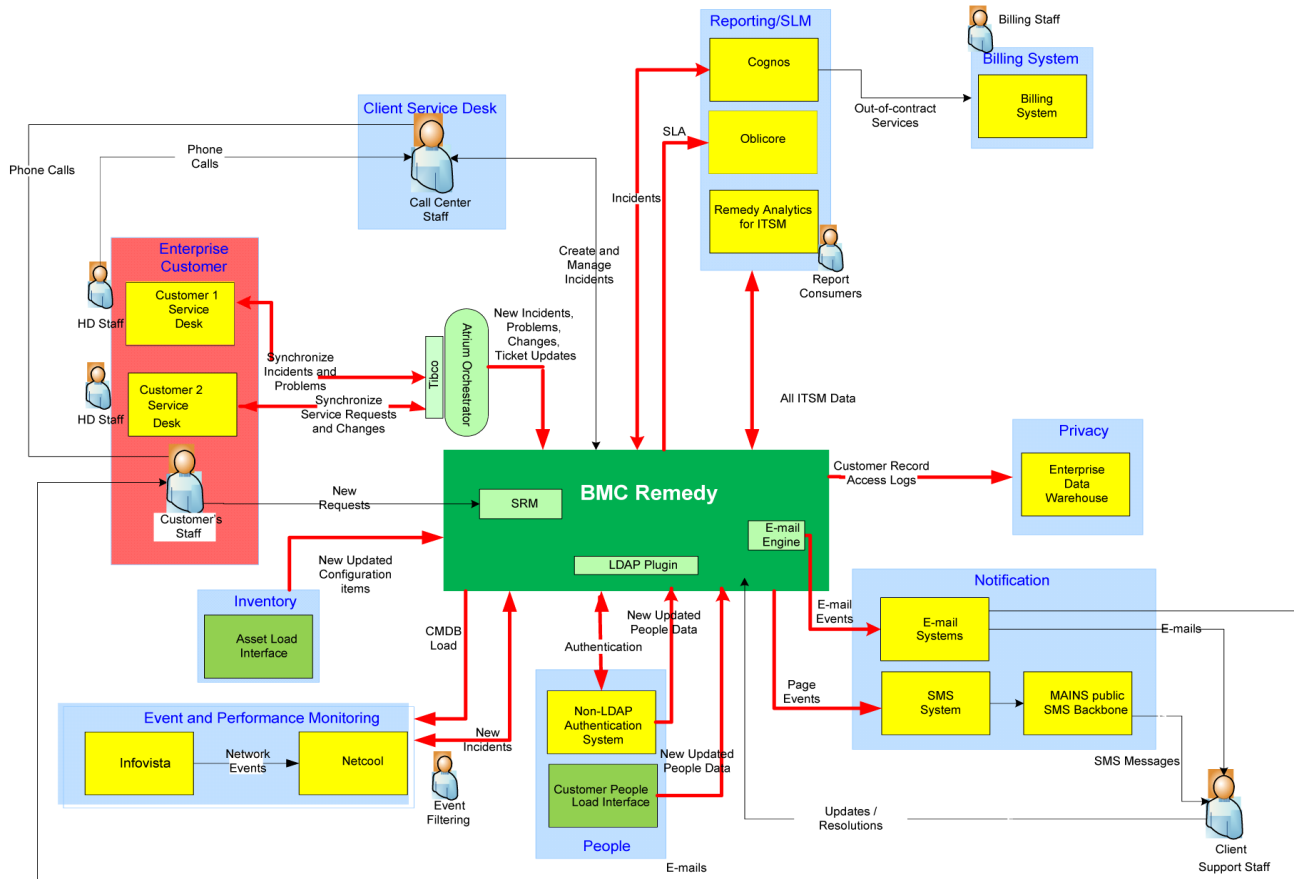 Reporting/SLM
Billing Staff
Cognos
Billing System
Billing
System
Out-of-contract
Services
Client Service Desk
SLA
Oblicore
Phone
Calls
Phone Calls
Call Center
Staff
Incidents
Remedy Analytics
for ITSM
Enterprise
Customer
Create and
Manage
Incidents
Report
Consumers
Customer 1
Service
Desk
HD Staff
New Incidents,
Problems,
Changes,
Ticket Updates
Tibco
Atrium Orchestrator
Synchronize
Incidents and
Problems
Customer 2
Service
Desk
HD Staff
Synchronize
Service Requests
and Changes
All ITSM Data
Privacy
Customer Record
Access Logs
Enterprise
Data
Warehouse
BMC Remedy
New
Requests
SRM
Customer's
Staff
E-mail
Engine
LDAP Plugin
New Updated
Configuration
items
Notification
Inventory
Asset Load
Interface
CMDB
Load
New Updated
People Data
Authentication
E-mail
Events
E-mail
Systems
E-mails
People
Non-LDAP
Authentication
System
Page
Events
SMS
System
MAINS public
SMS Backbone
Event and Performance Monitoring
New
Incidents
Infovista
Network
Events
Netcool
New Updated
People Data
SMS Messages
Customer People
Load Interface
Event
Filtering
Updates /
Resolutions
People
Client
Support Staff
E-mails